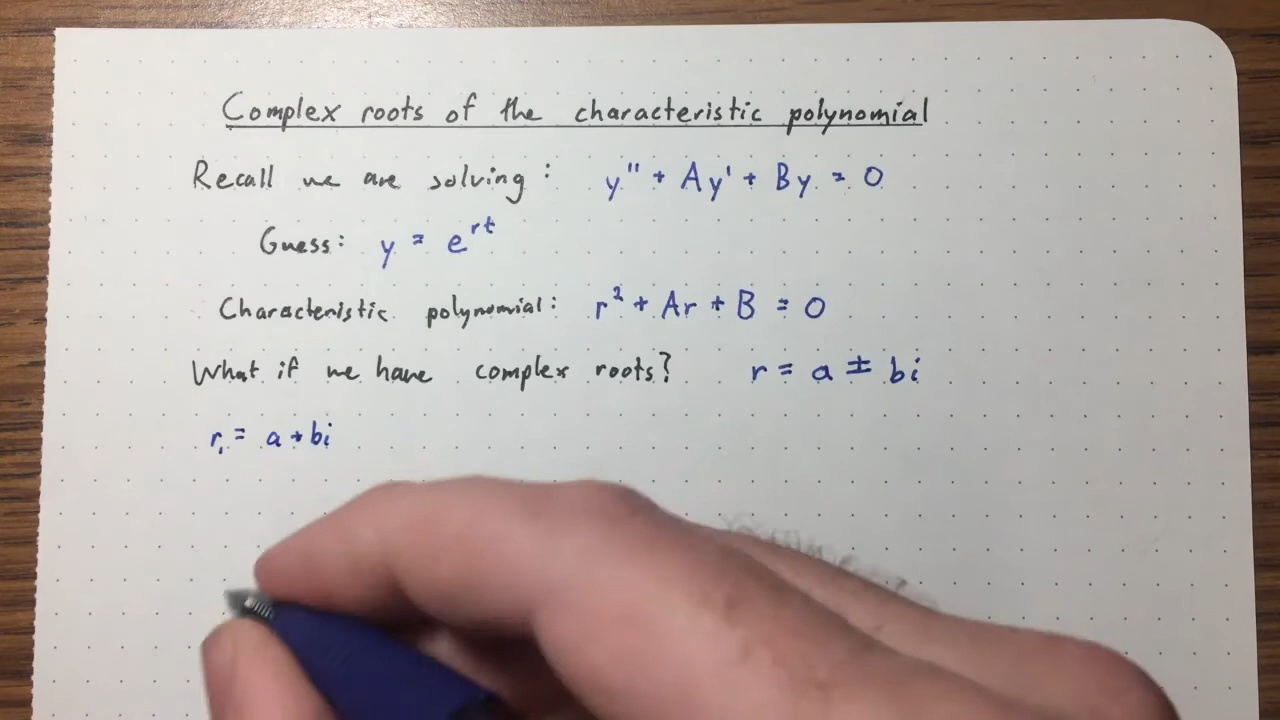 Complex roots of the characteristic polynomial
Recall we are solving: y'' + Ay' + By = 0
Guess: y = e^{rt}
Characteristic polynomial: r² + Ar + B = 0
What if we have complex roots? r = a ± bi
r₁ = a + bi